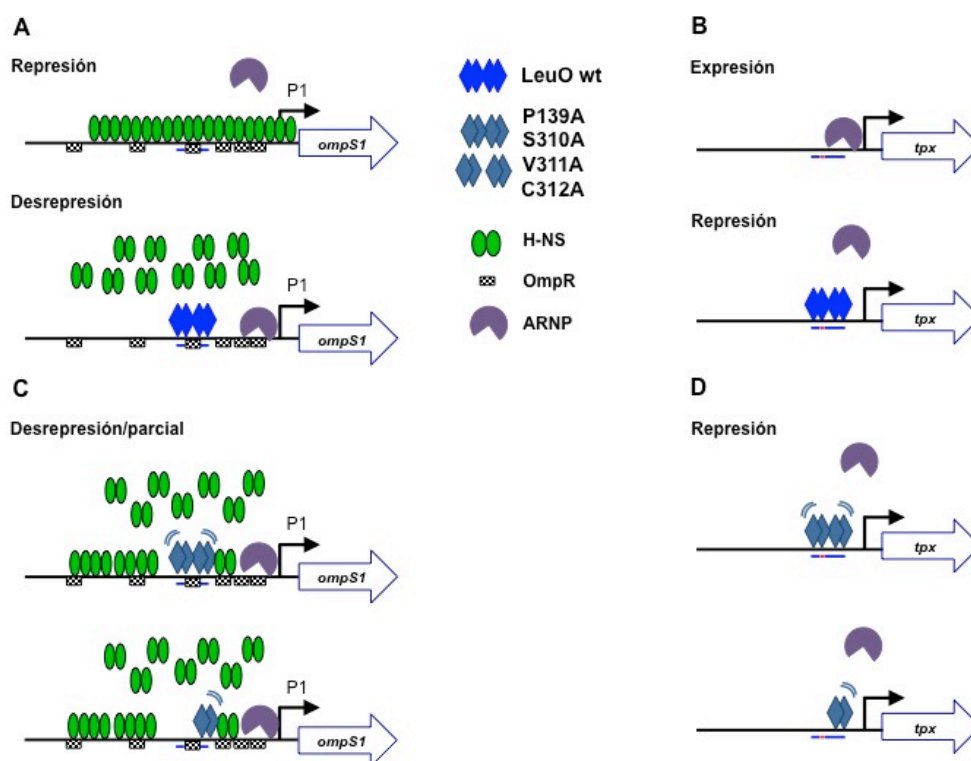 A
Represión
P1
ompS1
Desrepresión
P1
ompS1
LeuO wt
P139A
S310A
V311A
C312A
H-NS
OmpR
ARNP
B
Expresión
tpx
Represión
tpx
C
Desrepresión/parcial
P1
ompS1
P1
ompS1
D
Represión
tpx
tpx